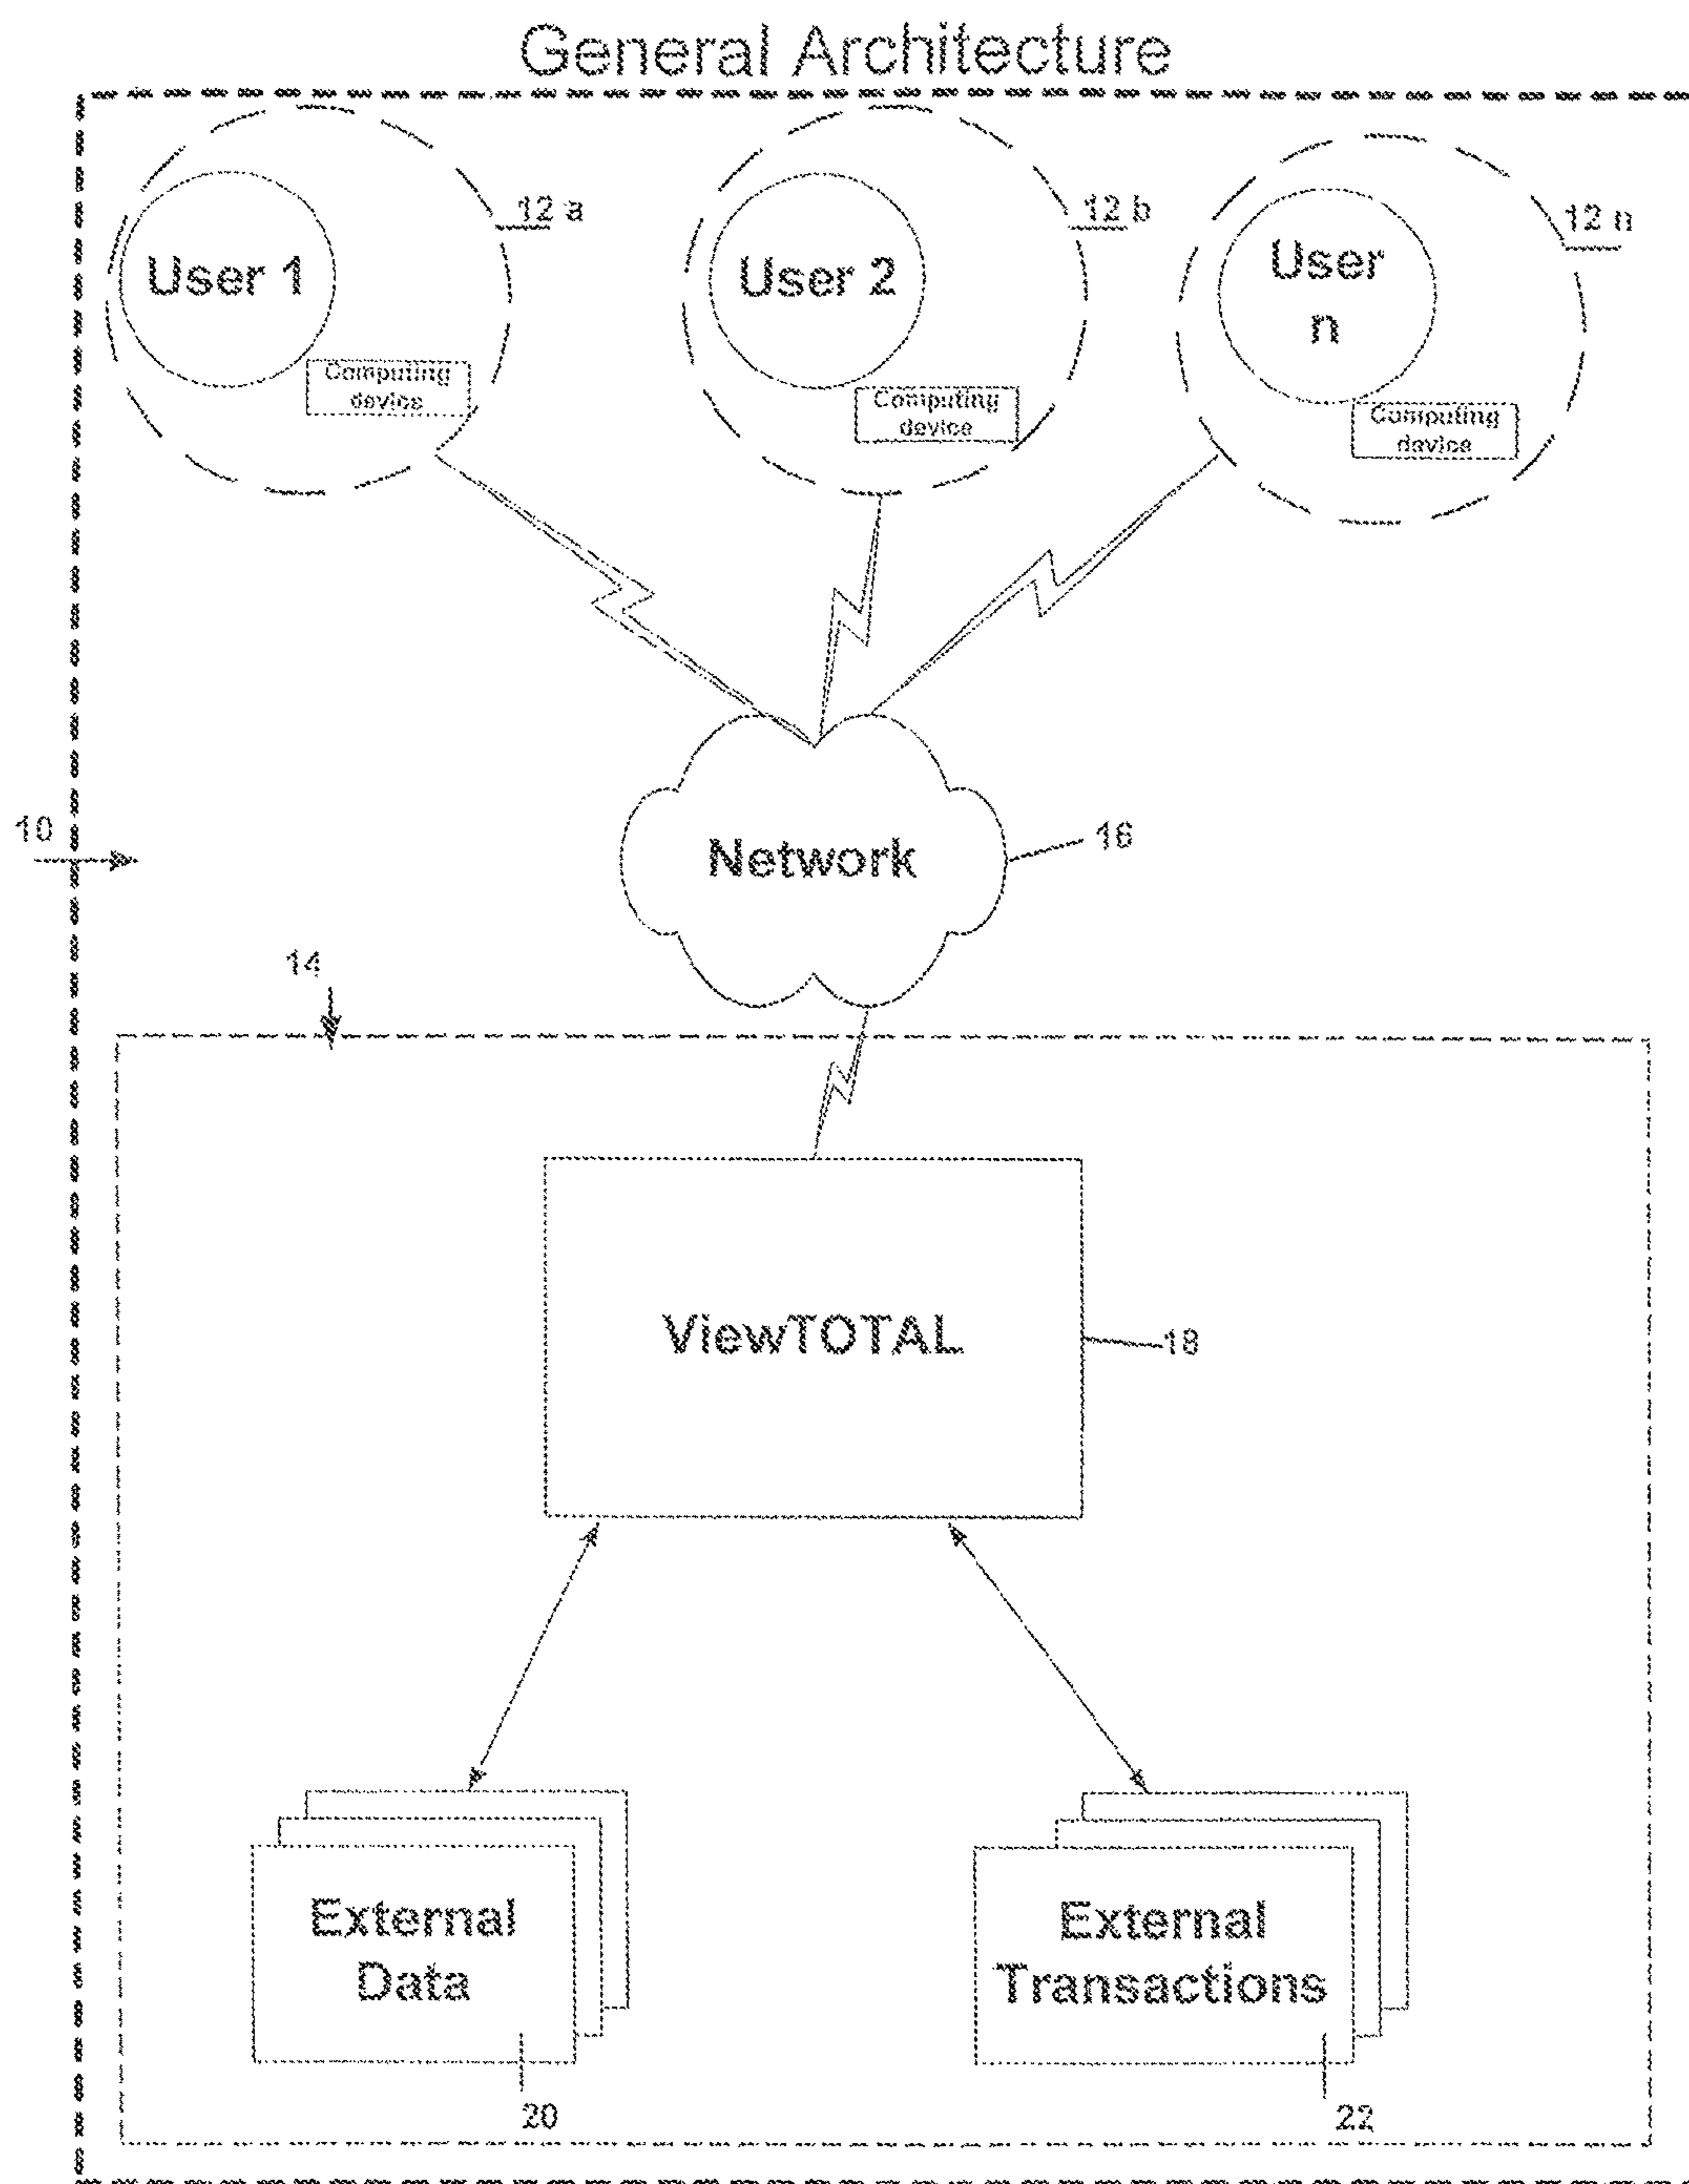 General Architecture
12 a
12 b
12 n
User 1
User 2
User
n
Computing
device
Computing
device
Computing
device
10
Network
16
14
ViewTOTAL
18
External
Data
External
Transactions
20
22